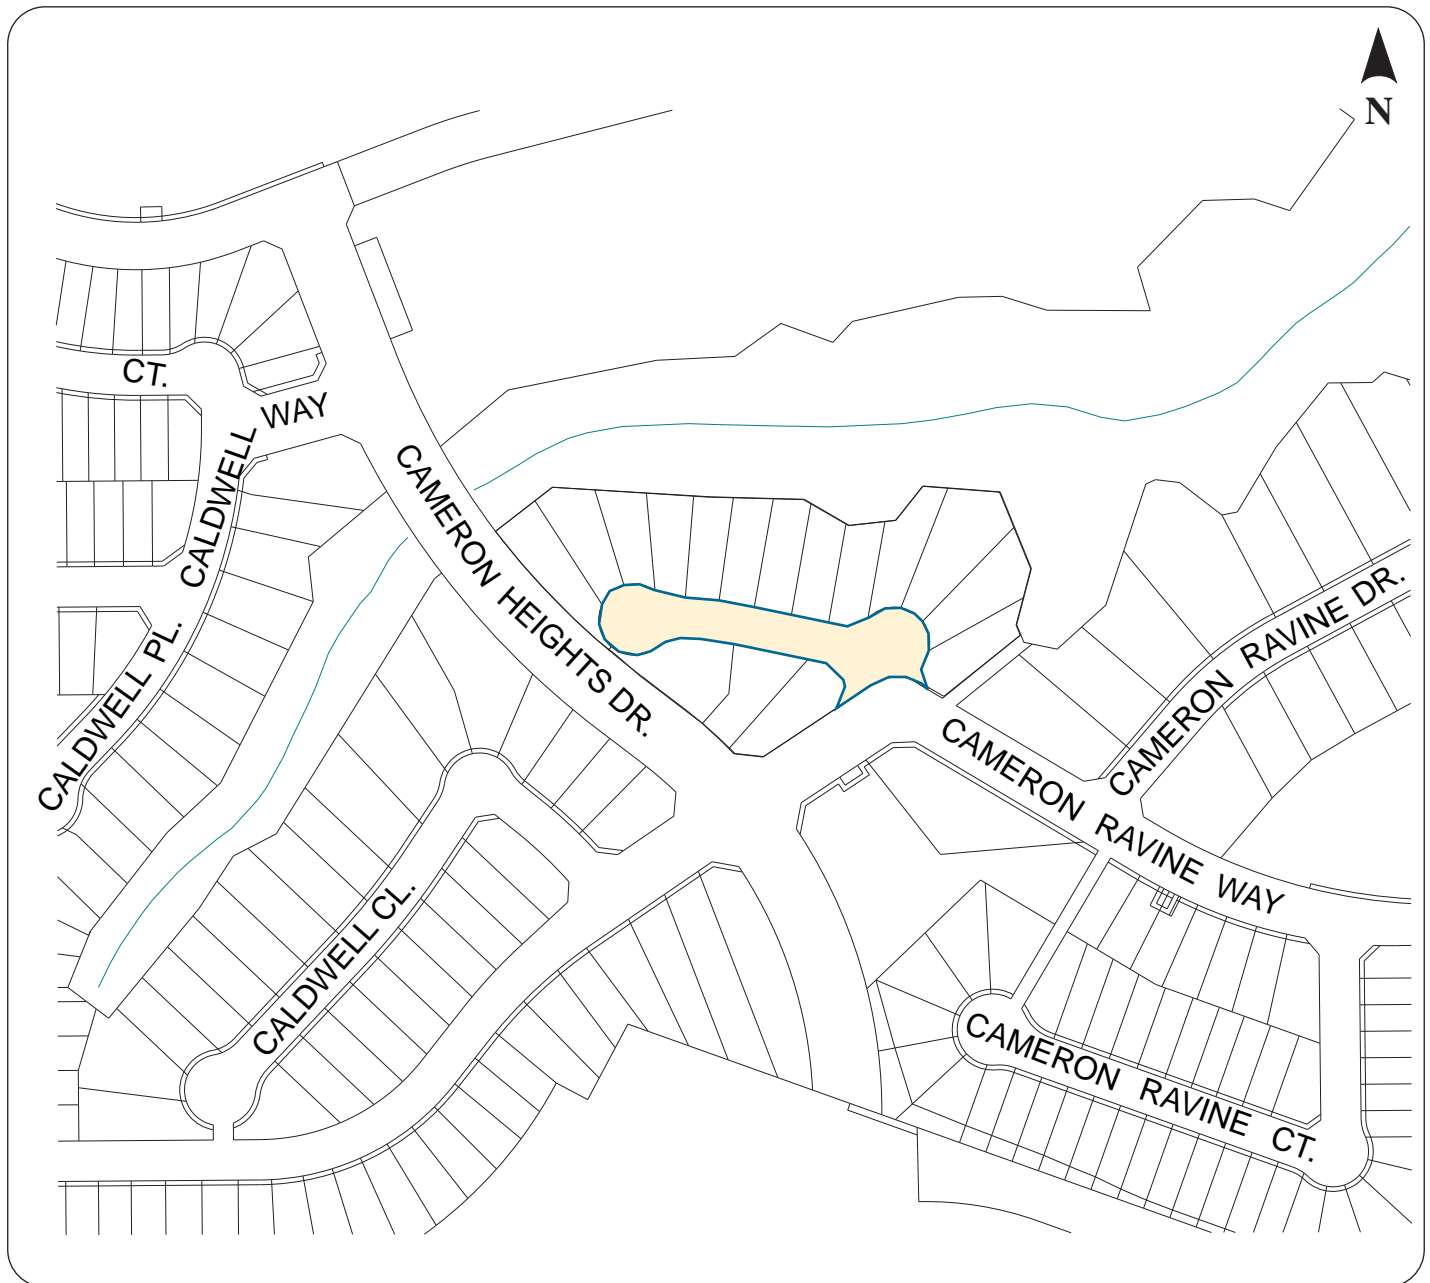 N
CT.
CALDWELL WAY
CAMERON HEIGHTS DR.
CALDWELL PL.
CAMERON RAVINE DR.
CAMERON RAVINE WAY
CALDWELL CL.
CAMERON RAVINE CT.